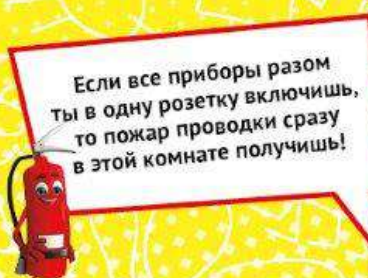 Если все приборы разом
ты в одну розетку включишь,
то пожар проводки сразу
в этой комнате получишь!